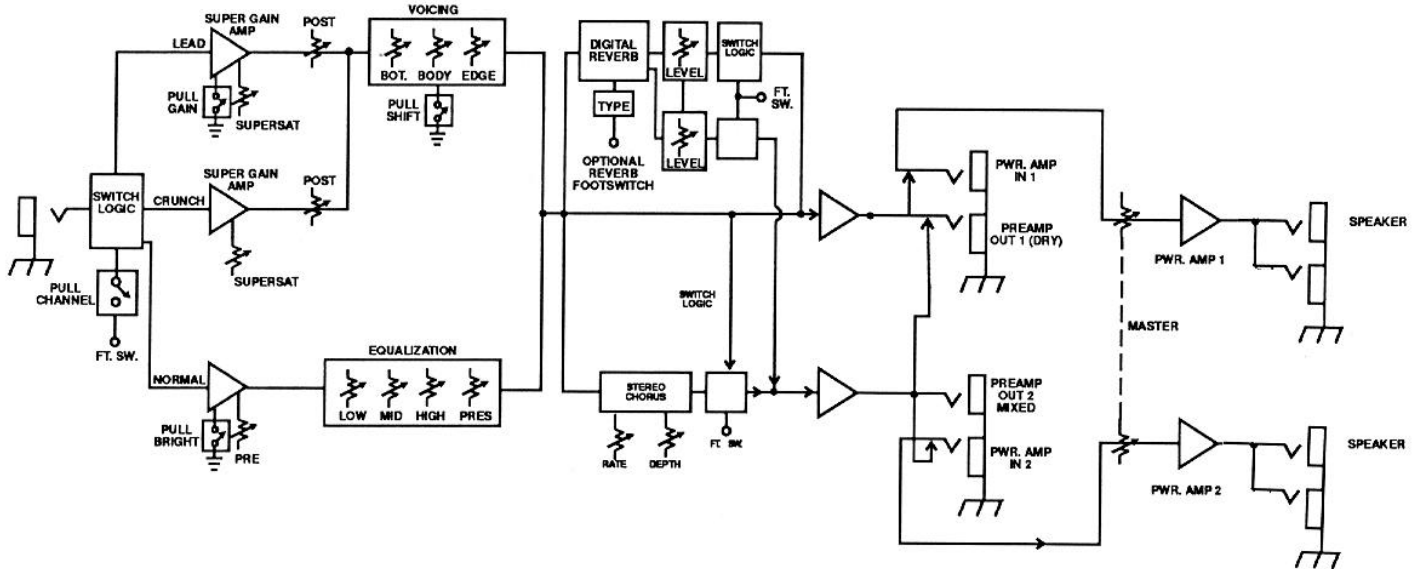 SUPER GAIN
AMP
LEAD
POST
PULL
GAIN
SUPERSAT
VOICING
BOT.
BODY
EDGE
PULL
SHIFT
SWITCH
LOGIC
CRUNCH
SUPER GAIN
AMP
POST
SUPERSAT
PULL
CHANNEL
FT. SW.
NORMAL
PULL
BRIGHT
PRE
EQUALIZATION
LOW
MID
HIGH
PRES
DIGITAL
REVERB
TYPE
OPTIONAL
REVERB
FOOTSWITCH
LEVEL
LEVEL
SWITCH
LOGIC
FT.
SW.
SWITCH
LOGIC
STEREO
CHORUS
RATE
DEPTH
FT. SW.
PWR. AMP
IN 1
PREAMP
OUT 1 (DRY)
PREAMP
OUT 2
MIXED
PWR. AMP
IN 2
MASTER
PWR. AMP 1
SPEAKER
PWR. AMP 2
SPEAKER